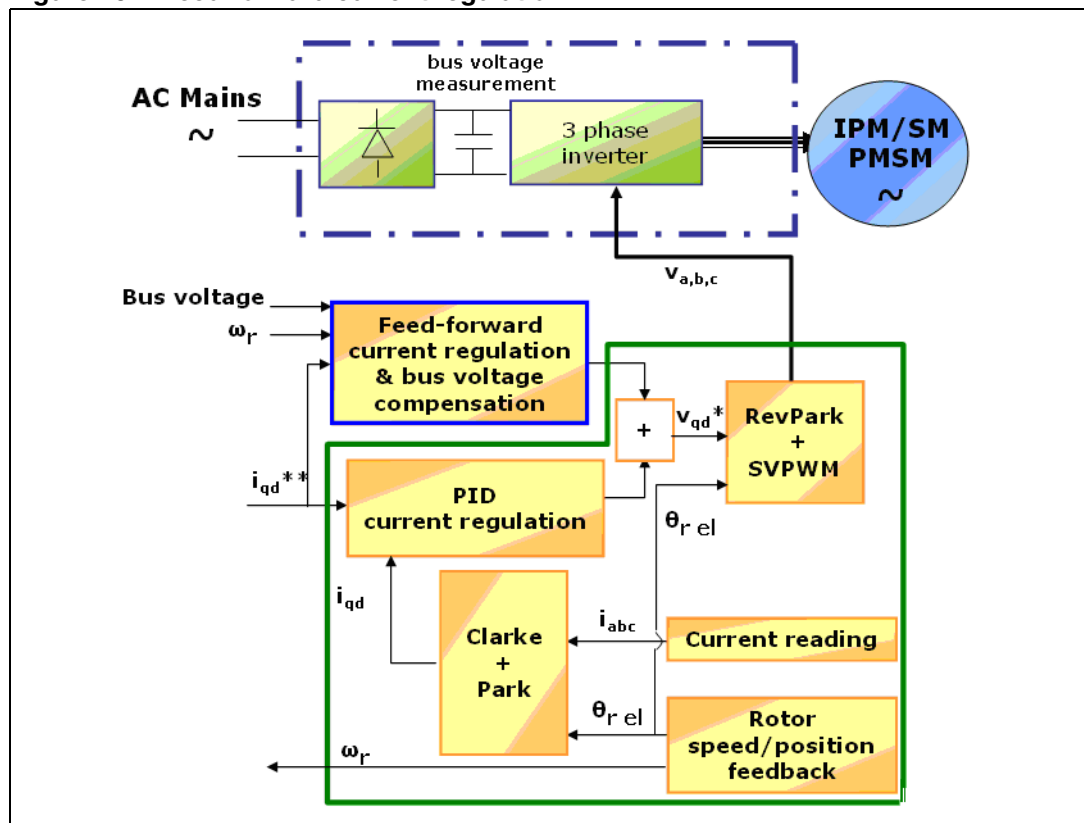 bus voltage
measurement
AC Mains
~
3 phase
inverter
IPM/SM
PMSM
~
va,b,c
Bus voltage
ωr
Feed-forward
current regulation
& bus voltage
compensation
+
vqd*
RevPark
+
SVPWM
iqd**
PID
current regulation
θr el
iqd
Clarke
+
Park
iabc
Current reading
θr el
Rotor
speed/position
feedback
ωr